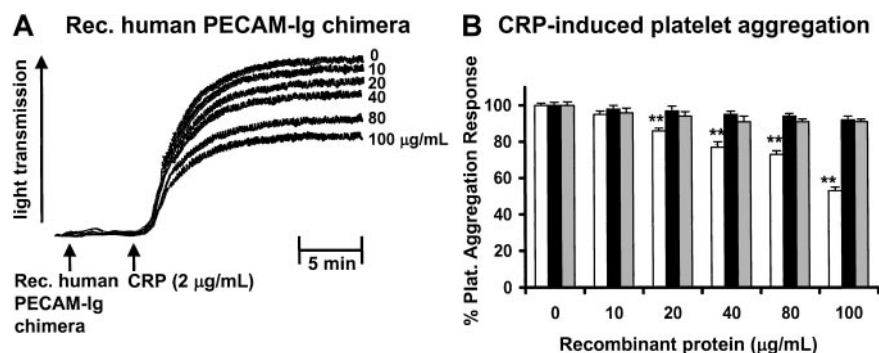 A Rec. human PECAM-Ig chimera
light transmission
0
10
20
40
80
100 μg/mL
5 min
Rec. human
PECAM-Ig
chimera
CRP (2 μg/mL)
B CRP-induced platelet aggregation
% Plat. Aggregation Response
100
80
60
40
20
0
**
**
**
**
0 10 20 40 80 100
Recombinant protein (μg/mL)